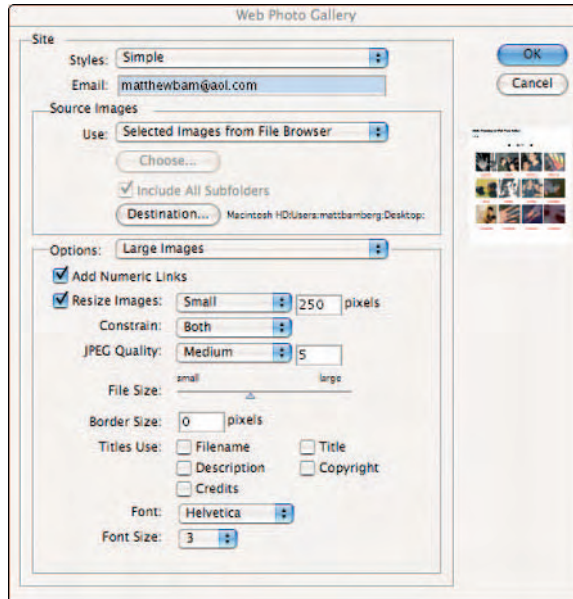 Web Photo Gallery
Site
Styles: Simple
OK
Email: matthewbam@aol.com
Cancel
Source Images
Use: Selected Images from File Browser
Choose...
Include All Subfolders
Destination... Macintosh HD:Users:mattbamberg:Desktop:
Options: Large Images
Add Numeric Links
Resize Images: Small 250 pixels
Constrain: Both
JPEG Quality: Medium 5
small large
File Size:
Border Size: 0 pixels
Titles Use: Filename Title
Description Copyright
Credits
Font: Helvetica
Font Size: 3